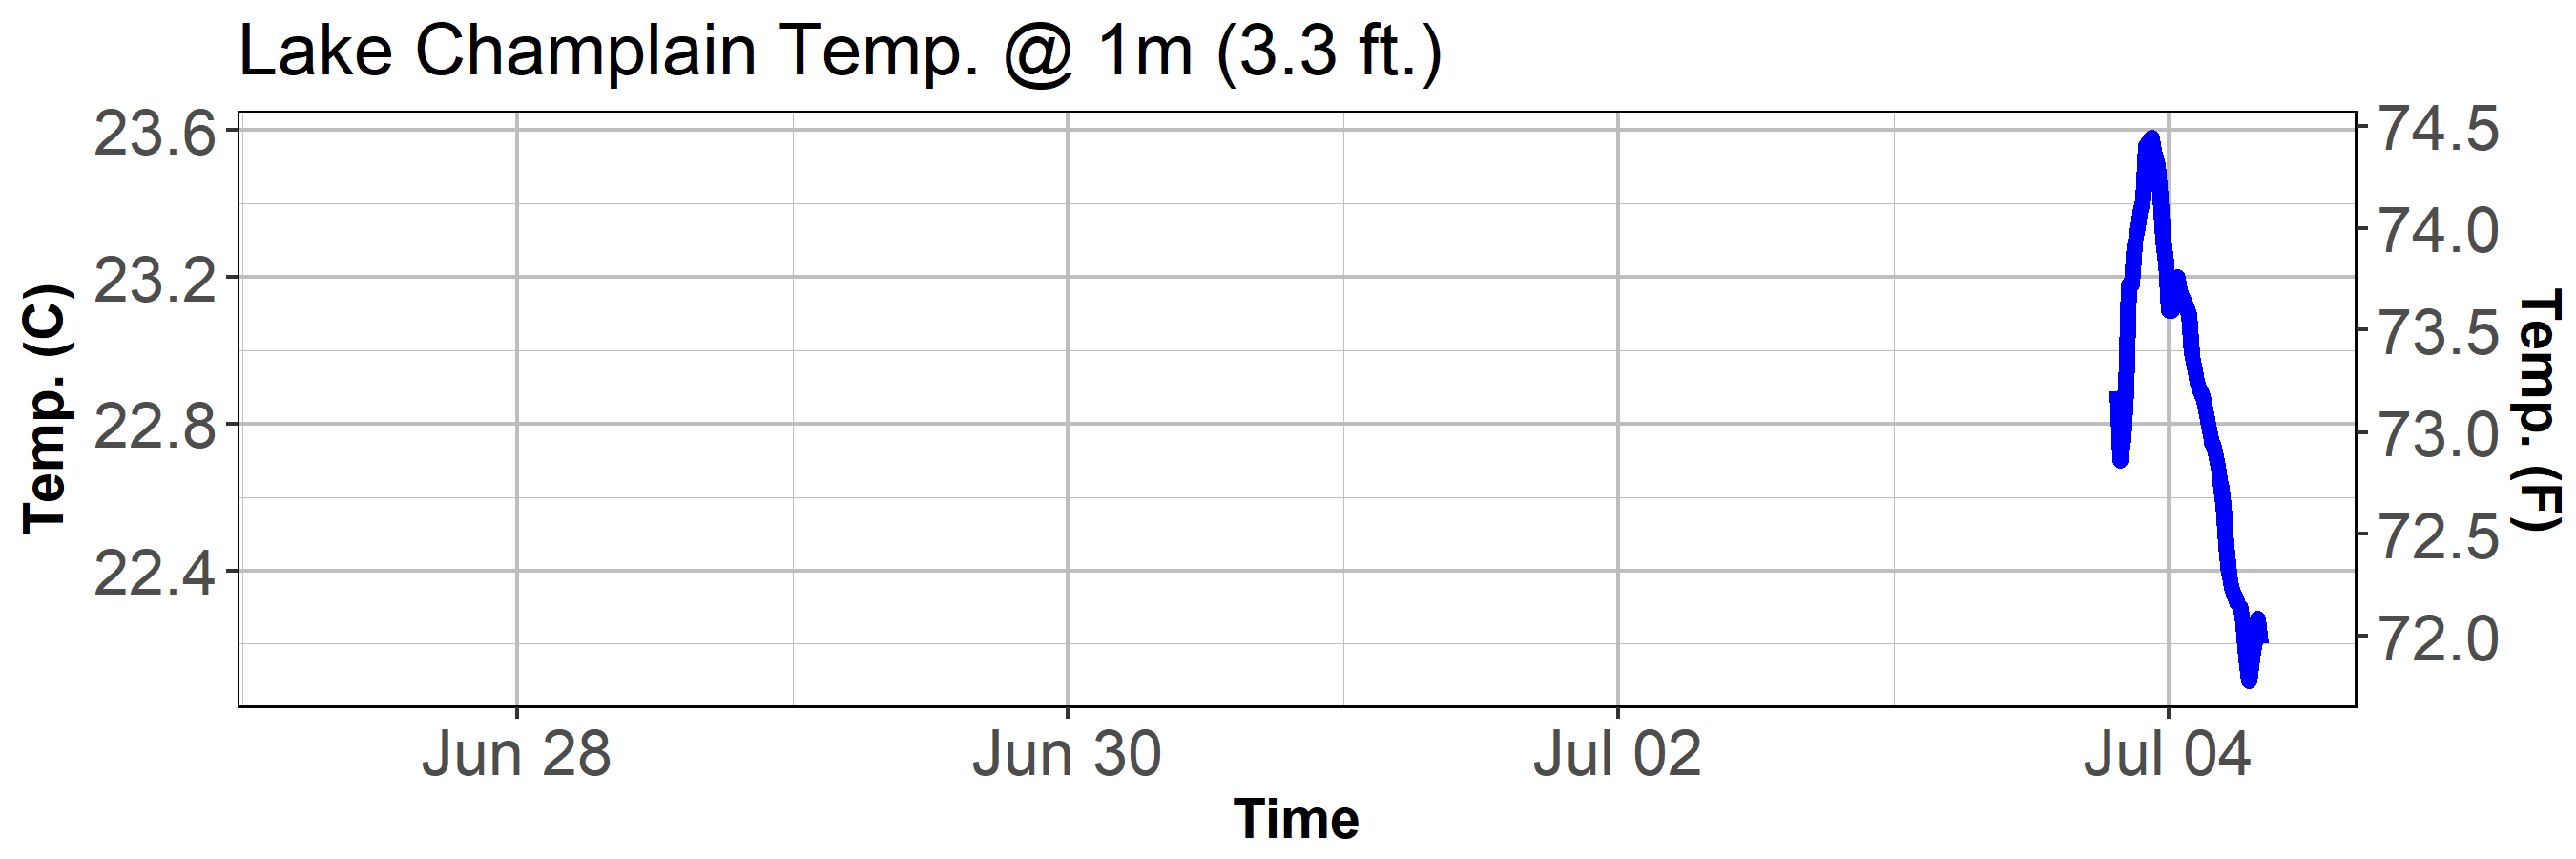 Lake Champlain Temp. @ 1m (3.3 ft.)
23.6
23.2
22.8
22.4
Temp. (C)
74.5
74.0
73.5
73.0
72.5
72.0
Temp. (F)
Jun 28
Jun 30
Jul 02
Jul 04
Time